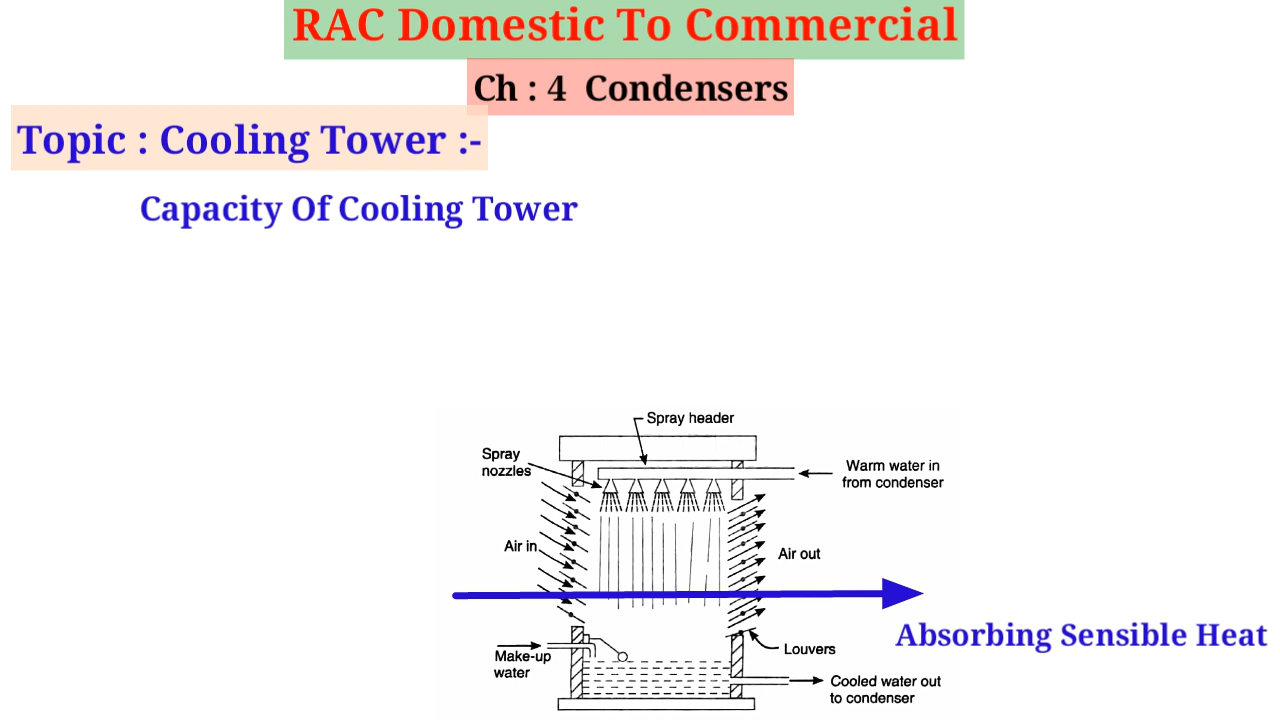 RAC Domestic To Commercial
Ch : 4 Condensers
Topic : Cooling Tower :-
Capacity Of Cooling Tower
Spray header
Spray
nozzles
Warm water in
from condenser
Air in
Air out
Absorbing Sensible Heat
Louvers
Make-up
water
Cooled water out
to condenser